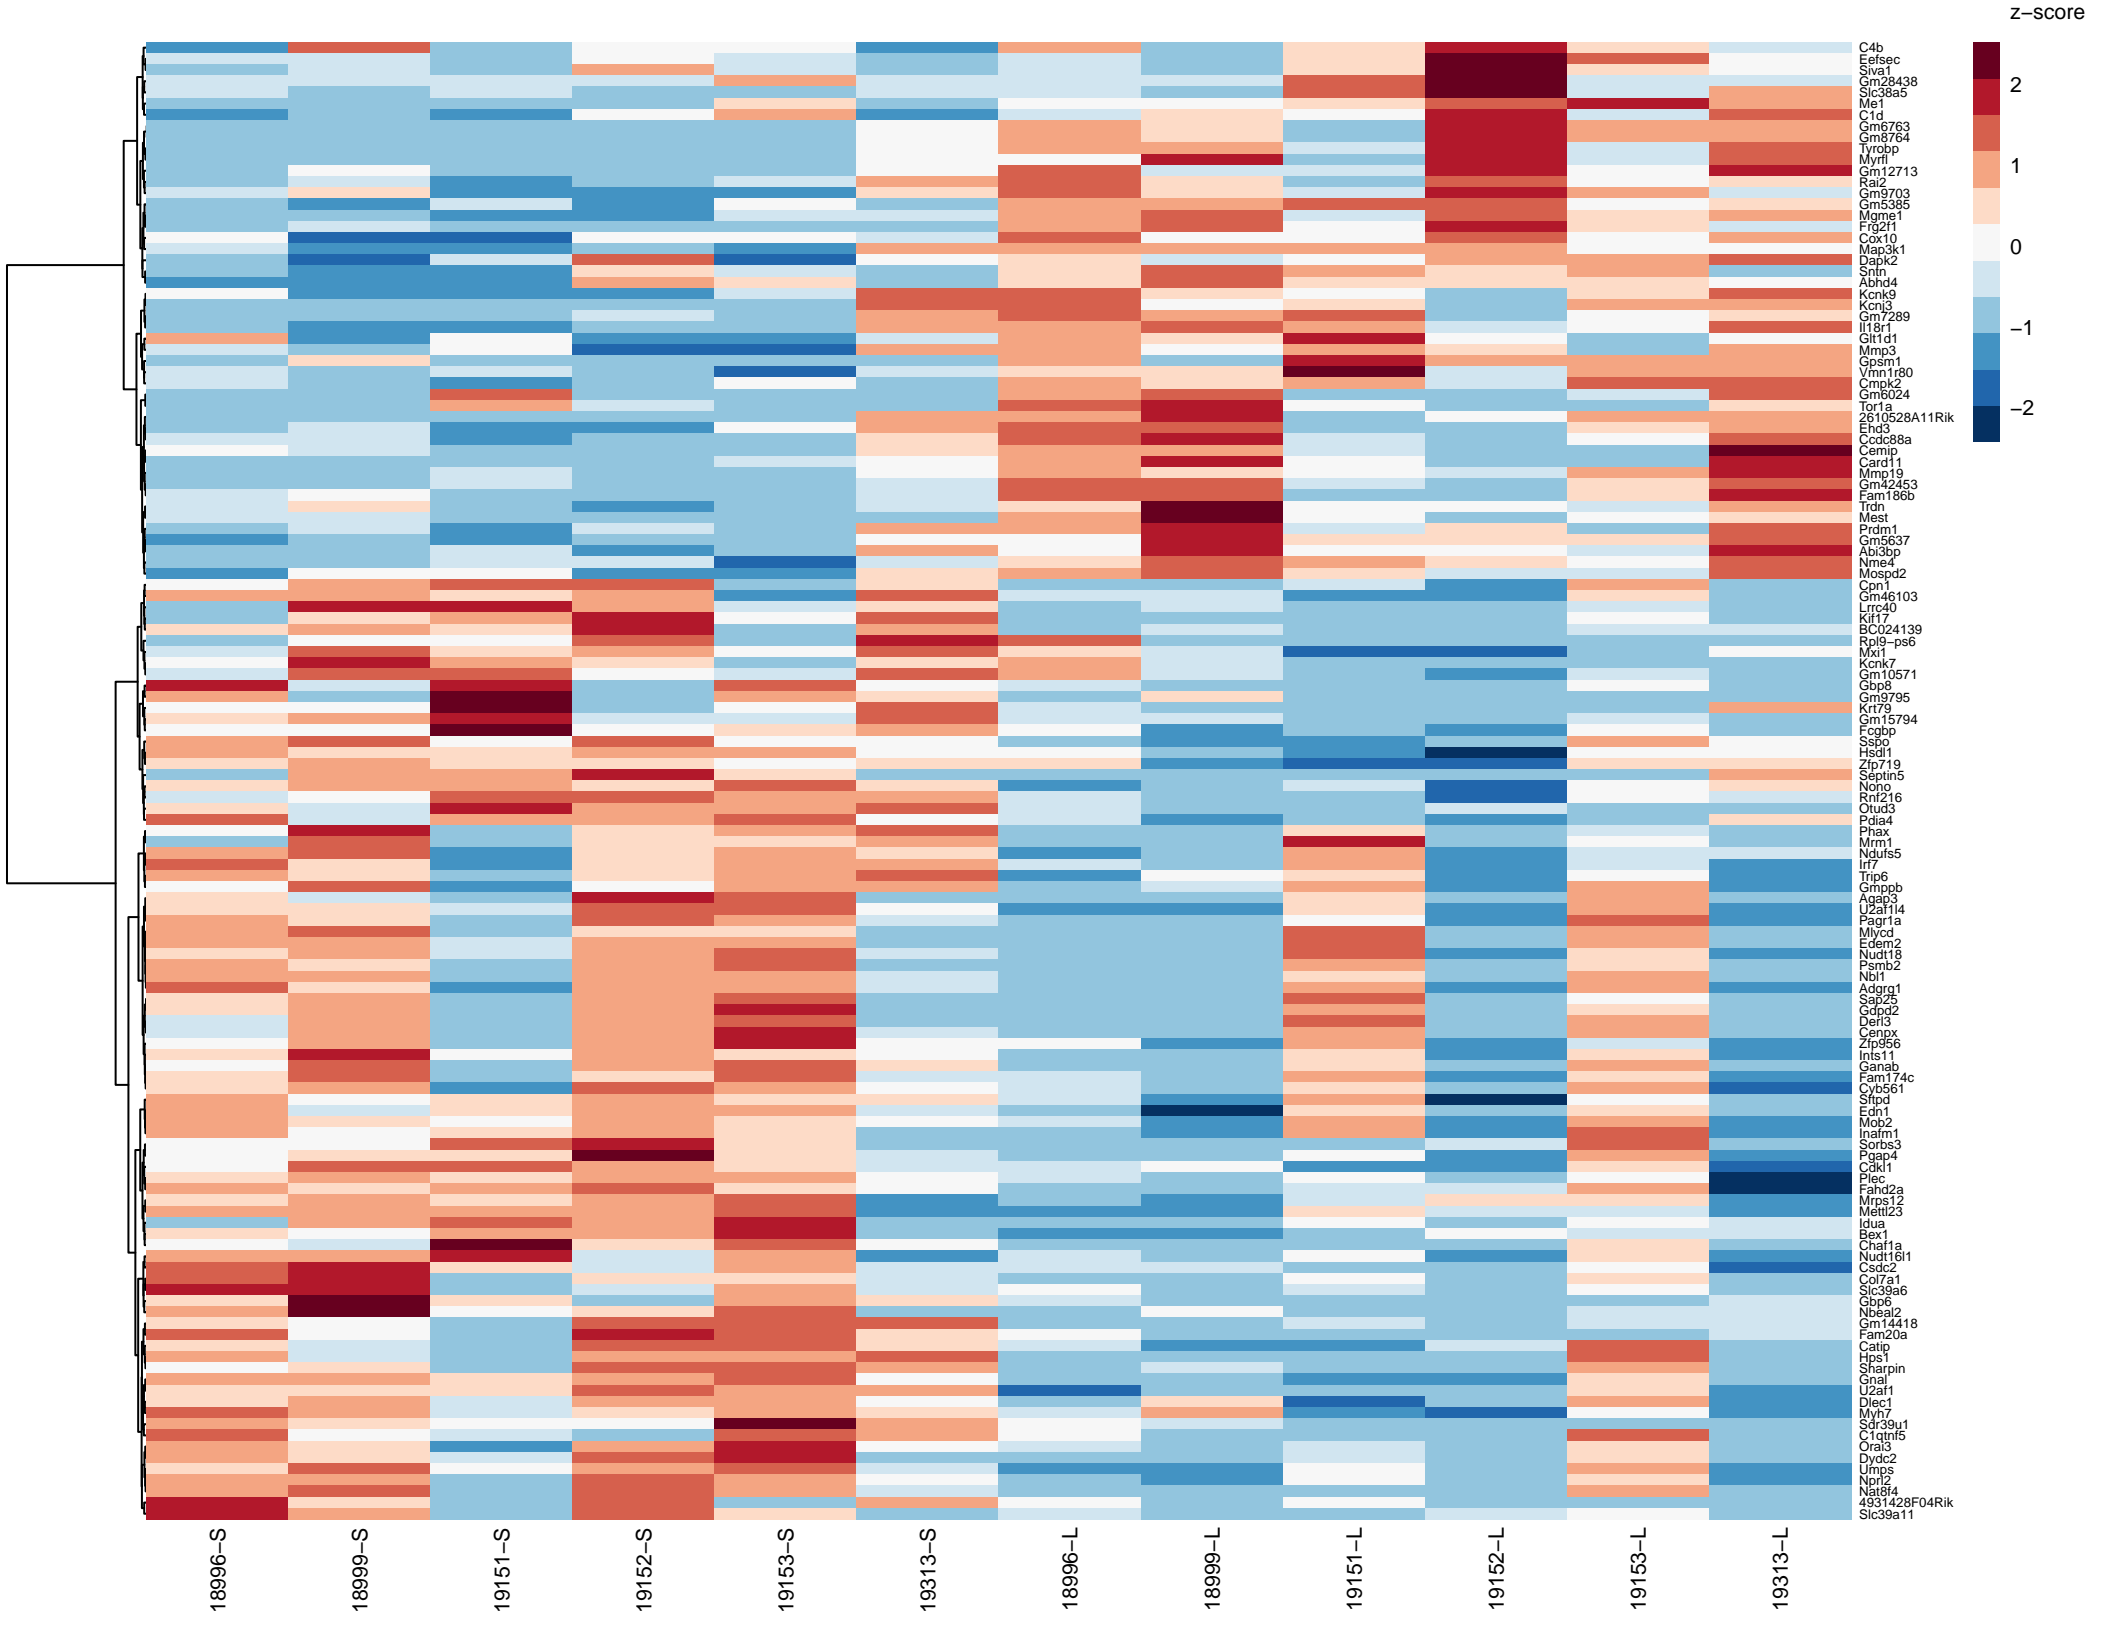 z−score
2
1
0
−1
−2
C4b
Eefsec
Siva1
Gm28438
Slc38a5
Me1
C1d
Gm6763
Gm8764
Tyrobp
Myrfl
Gm12713
Rai2
Gm9703
Gm5385
Mgme1
Frg2f1
Cox10
Map3k1
Dapk2
Sntn
Abhd4
Kcnk9
Kcnj3
Gm7289
Il18r1
Glt1d1
Mmp3
Gpsm1
Vmn1r80
Cmpk2
Gm6024
Tor1a
2610528A11Rik
Ehd3
Ccdc88a
Cemip
Card11
Mmp19
Gm42453
Fam186b
Trdn
Mest
Prdm1
Gm5637
Abi3bp
Nme4
Mospd2
Cpn1
Gm46103
Lrrc40
Kif17
BC024139
Rpl9−ps6
Mxi1
Kcnk7
Gm10571
Gbp8
Gm9795
Krt79
Gm15794
Fcgbp
Sspo
Hsdl1
Zfp719
Septin5
Nono
Rnf216
Otud3
Pdia4
Phax
Mrm1
Ndufs5
Irf7
Trip6
Gmppb
Agap3
U2af1l4
Pagr1a
Mlycd
Edem2
Nudt18
Psmb2
Nbl1
Adgrg1
Sap25
Gdpd2
Derl3
Cenpx
Zfp956
Ints11
Ganab
Fam174c
Cyb561
Sftpd
Edn1
Mob2
Inafm1
Sorbs3
Pgap4
Cdkl1
Plec
Fahd2a
Mrps12
Mettl23
Idua
Bex1
Chaf1a
Nudt16l1
Csdc2
Col7a1
Slc39a6
Gbp6
Nbeal2
Gm14418
Fam20a
Catip
Hps1
Sharpin
Gnal
U2af1
Dlec1
Myh7
Sdr39u1
C1qtnf5
Orai3
Dydc2
Umps
Nprl2
Nat8f4
4931428F04Rik
Slc39a11
18996−S
18999−S
19151−S
19152−S
19153−S
19313−S
18996−L
18999−L
19151−L
19152−L
19153−L
19313−L